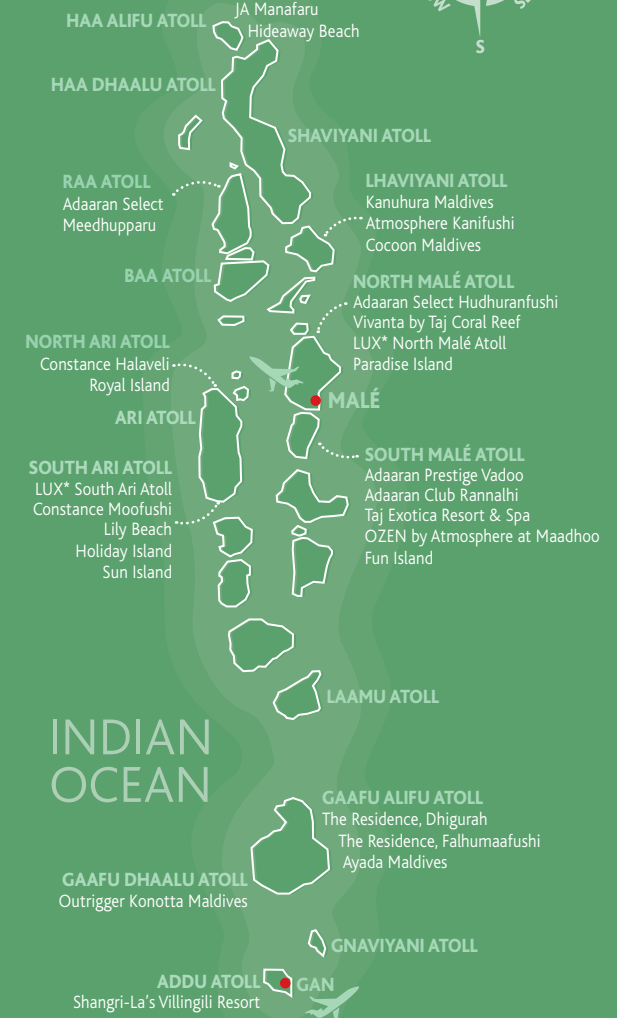 JA Manafaru
HAA ALIFU ATOLL
Hideaway Beach
S
HAA DHAALU ATOLL
SHAVIYANI ATOLL
RAA ATOLL
Adaaran Select
Meedhupparu
LHAVIYANI ATOLL
Kanuhura Maldives
Atmosphere Kanifushi
Cocoon Maldives
BAA ATOLL
NORTH MALÉ ATOLL
Adaaran Select Hudhuranfushi
Vivanta by Taj Coral Reef
LUX* North Malé Atoll
Paradise Island
NORTH ARI ATOLL
Constance Halaveli
Royal Island
MALÉ
ARI ATOLL
SOUTH MALÉ ATOLL
Adaaran Prestige Vadoo
Adaaran Club Rannalhi
Taj Exotica Resort & Spa
OZEN by Atmosphere at Maadhoo
Fun Island
SOUTH ARI ATOLL
LUX* South Ari Atoll
Constance Moofushi
Lily Beach
Holiday Island
Sun Island
LAAMU ATOLL
INDIAN
OCEAN
GAAFU ALIFU ATOLL
The Residence, Dhigurah
The Residence, Falhumaafushi
Ayada Maldives
GAAFU DHAALU ATOLL
Outrigger Konotta Maldives
GNAVIYANI ATOLL
ADDU ATOLL
Shangri-La's Villingili Resort
GAN